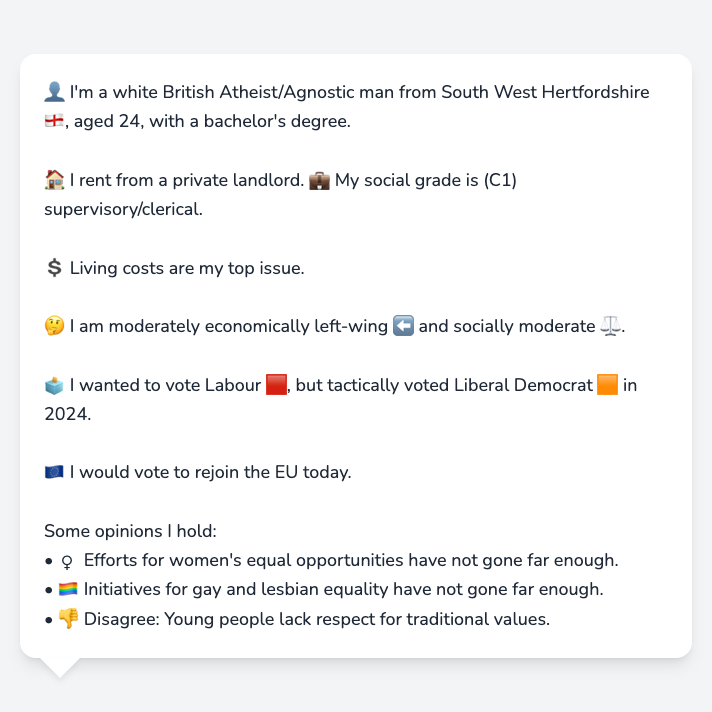 👤 I'm a white British Atheist/Agnostic man from South West Hertfordshire
🏴󠁧󠁢󠁥󠁮󠁧󠁿, aged 24, with a bachelor's degree.
🏠 I rent from a private landlord. 💼 My social grade is (C1)
supervisory/clerical.
💲 Living costs are my top issue.
🤔 I am moderately economically left-wing ⬅️ and socially moderate ⚖️.
🗳️ I wanted to vote Labour 🟥, but tactically voted Liberal Democrat 🟧 in
2024.
🇪🇺 I would vote to rejoin the EU today.
Some opinions I hold:
• ♀️ Efforts for women's equal opportunities have not gone far enough.
• 🏳️‍🌈 Initiatives for gay and lesbian equality have not gone far enough.
• 👎 Disagree: Young people lack respect for traditional values.